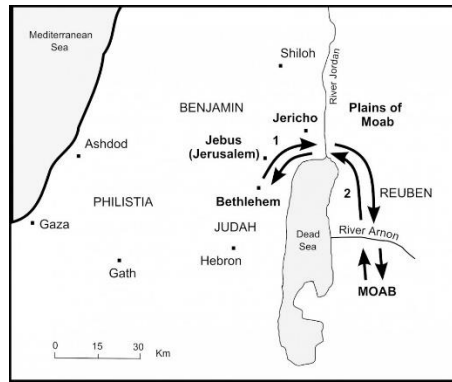 Mediterranean
Sea
Shiloh
River Jordan
BENJAMIN
Jericho
Plains of
Moab
Ashdod
Jebus
(Jerusalem)
1
2
REUBEN
Bethlehem
PHILISTIA
Gaza
JUDAH
Dead
Sea
River Arnon
Hebron
Gath
MOAB
0 15 30
Km